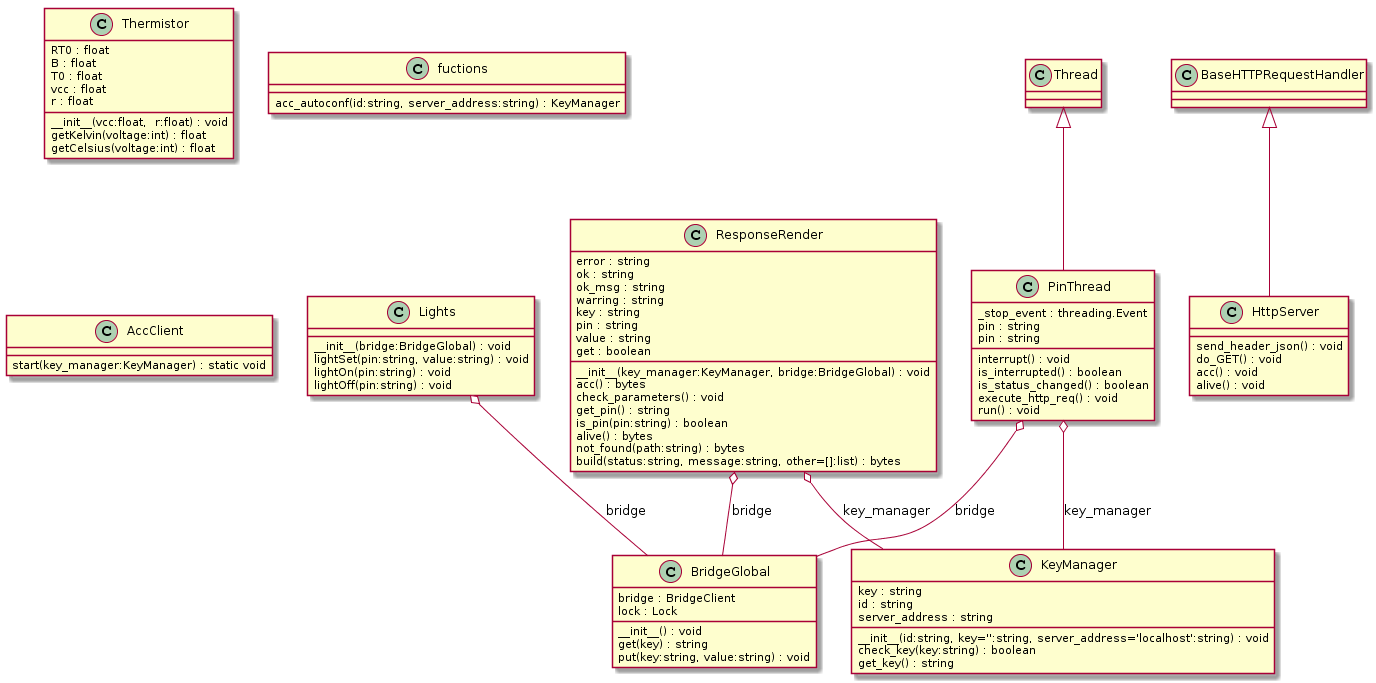 C Thermistor
RT0 : float
B : float
T0 : float
vcc : float
r : float
__init__(vcc:float,  r:float) : void
getKelvin(voltage:int) : float
getCelsius(voltage:int) : float
C fuctions
acc_autoconf(id:string, server_address:string) : KeyManager
C Thread
C BaseHTTPRequestHandler
C AccClient
start(key_manager:KeyManager) : static void
C Lights
__init__(bridge:BridgeGlobal) : void
lightSet(pin:string, value:string) : void
lightOn(pin:string) : void
lightOff(pin:string) : void
C ResponseRender
error : string
ok : string
ok_msg : string
warring : string
key : string
pin : string
value : string
get : boolean
__init__(key_manager:KeyManager, bridge:BridgeGlobal) : void
acc() : bytes
check_parameters() : void
get_pin() : string
is_pin(pin:string) : boolean
alive() : bytes
not_found(path:string) : bytes
build(status:string, message:string, other=[]:list) : bytes
C PinThread
_stop_event : threading.Event
pin : string
pin : string
interrupt() : void
is_interrupted() : boolean
is_status_changed() : boolean
execute_http_req() : void
run() : void
C HttpServer
send_header_json() : void
do_GET() : void
acc() : void
alive() : void
bridge
bridge
key_manager
bridge
key_manager
C BridgeGlobal
bridge : BridgeClient
lock : Lock
__init__() : void
get(key) : string
put(key:string, value:string) : void
C KeyManager
key : string
id : string
server_address : string
__init__(id:string, key='':string, server_address='localhost':string) : void
check_key(key:string) : boolean
get_key() : string